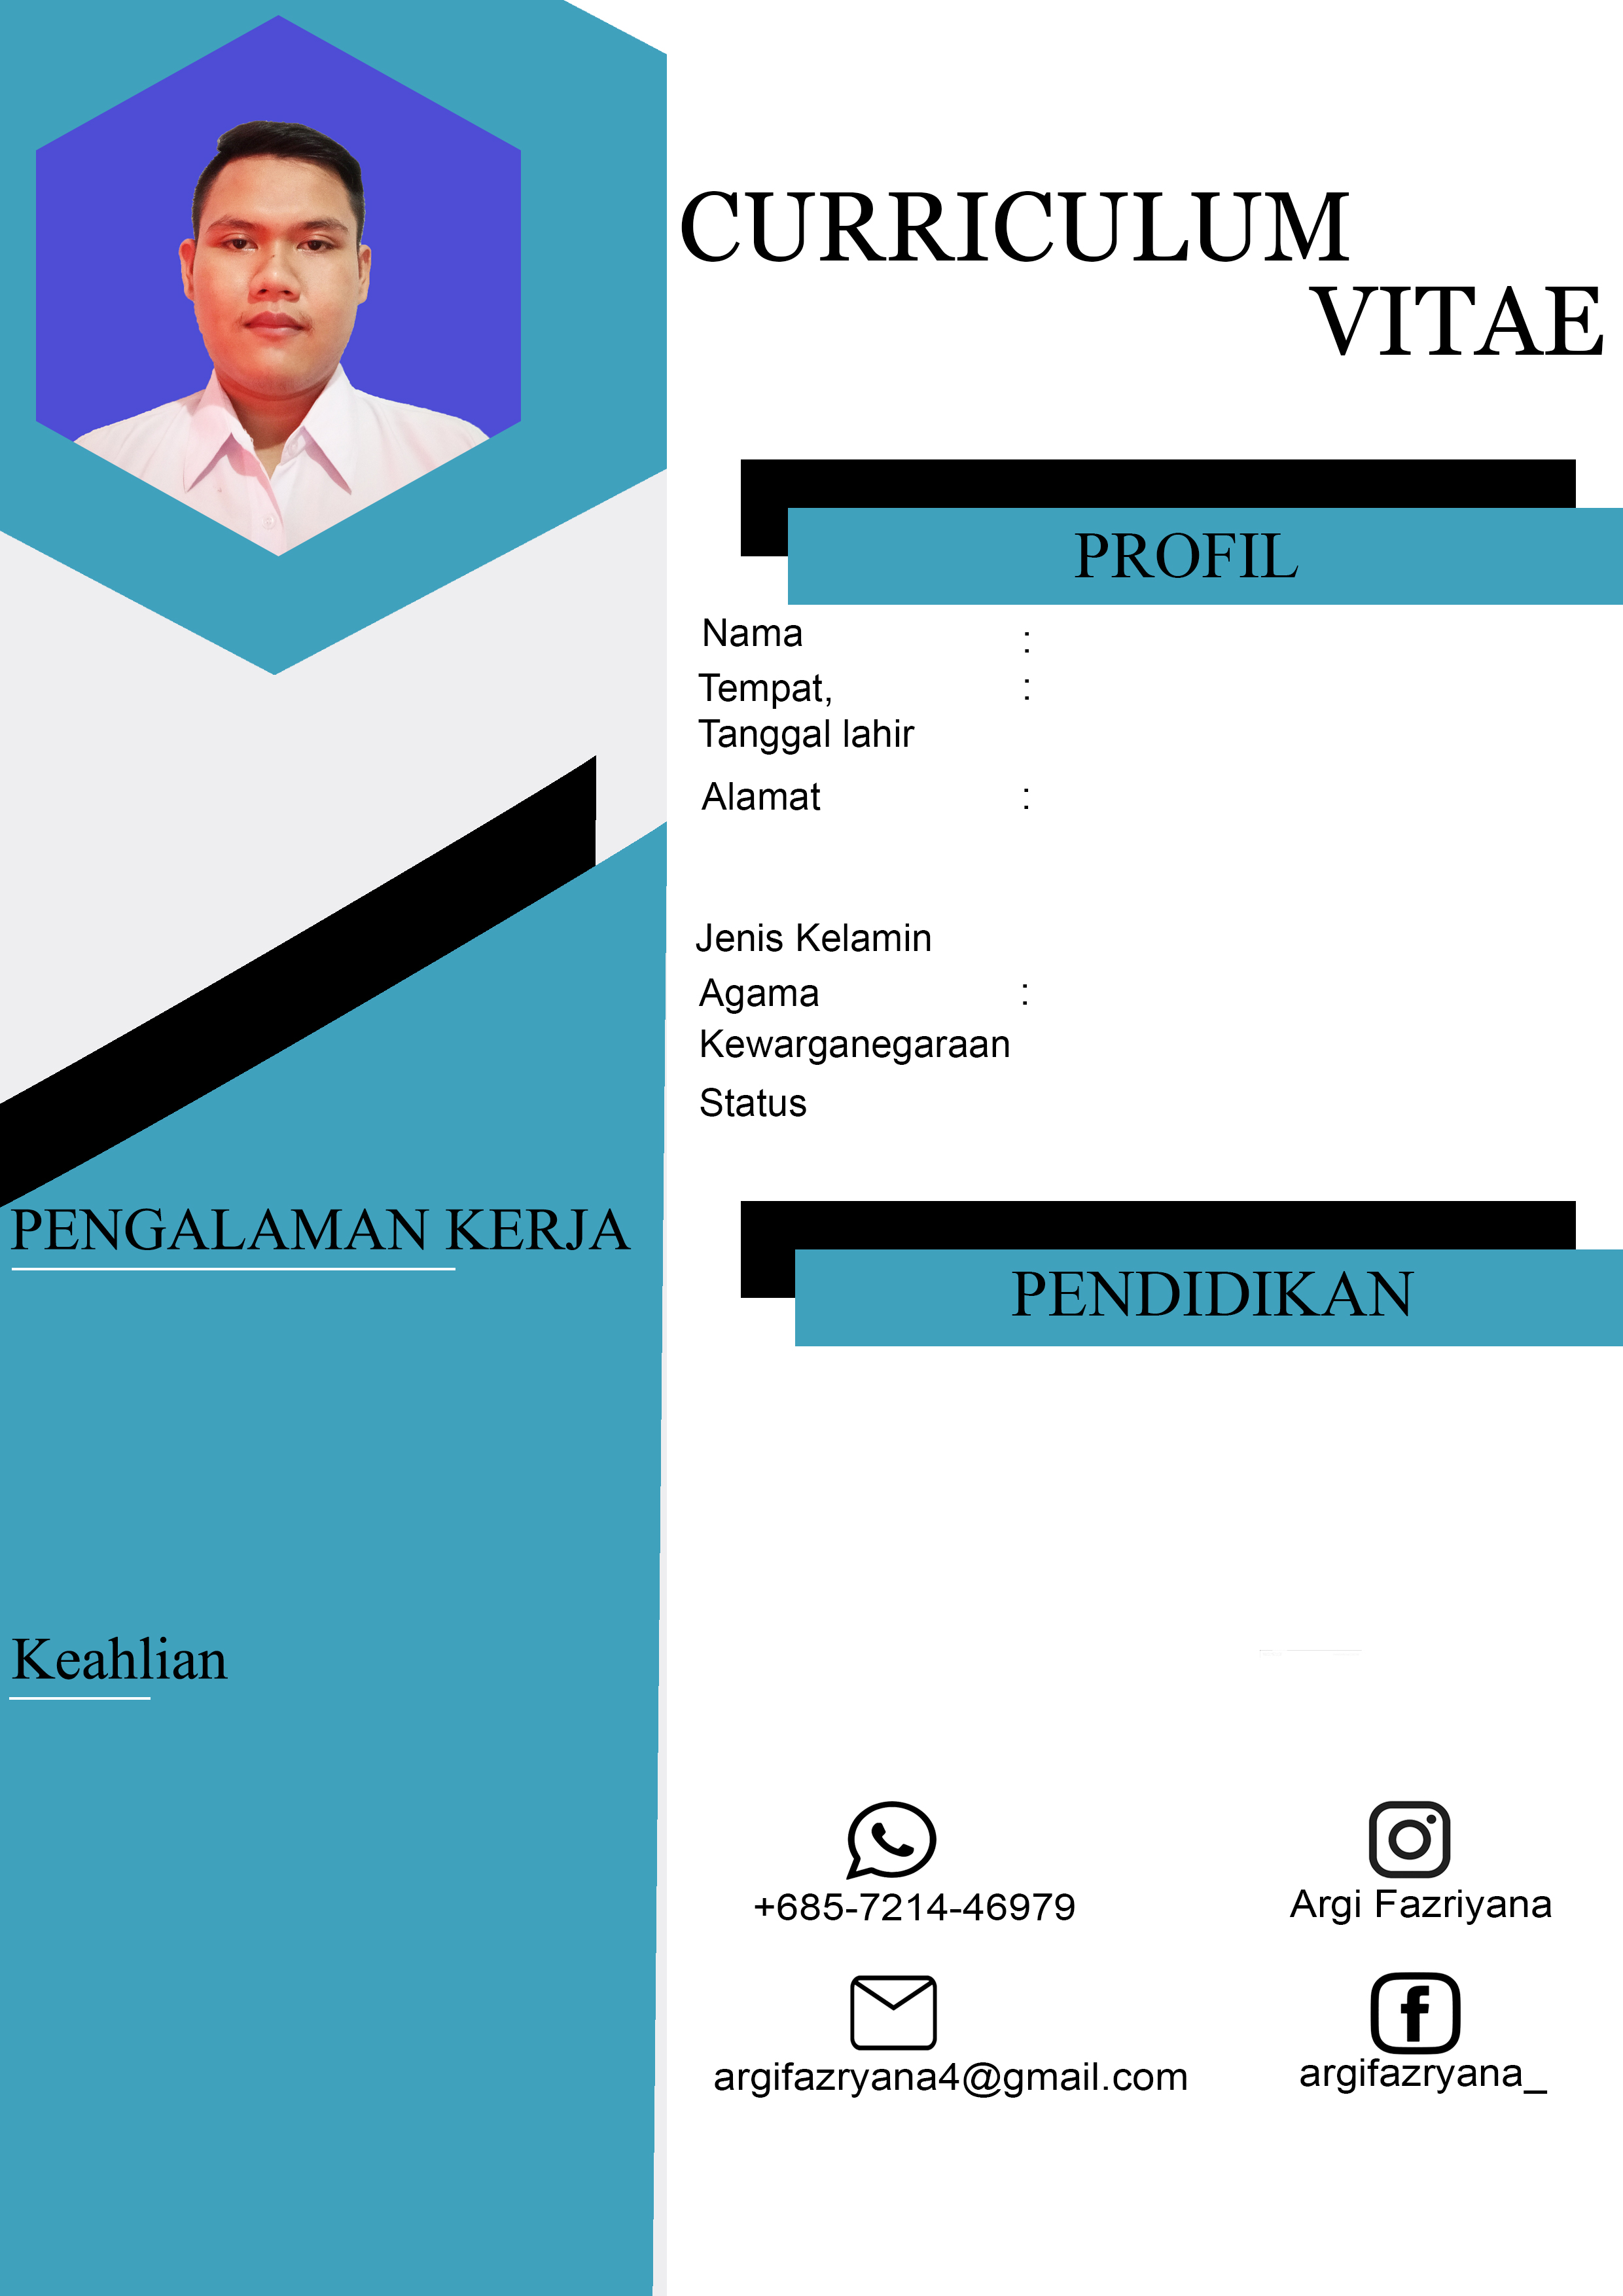 CURRICULUM
VITAE
PROFIL
Nama :
Tempat, :
Tanggal lahir
Alamat :
Jenis Kelamin
Agama :
Kewarganegaraan
Status
PENGALAMAN KERJA
PENDIDIKAN
Keahlian
+685-7214-46979
Argi Fazriyana
argifazryana4@gmail.com
argifazryana_